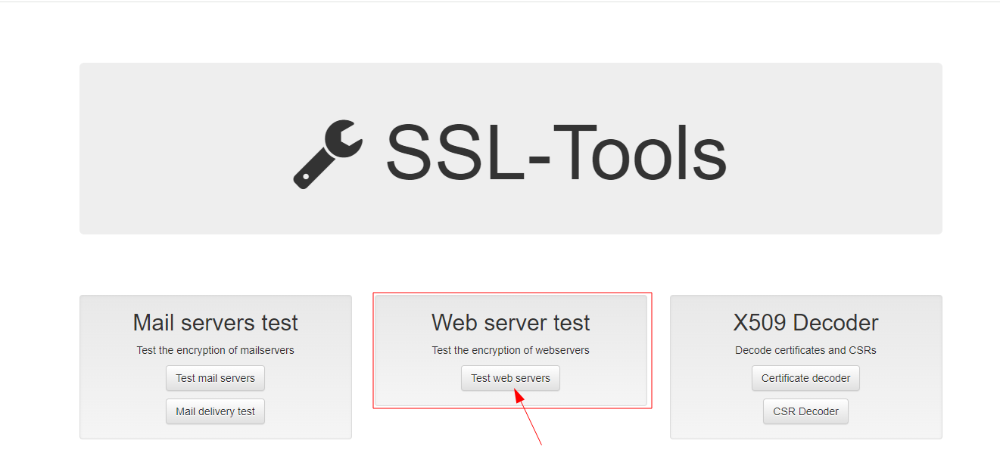 SSL-Tools
Mail servers test
Test the encryption of mailservers
Test mail servers
Mail delivery test
Web server test
Test the encryption of webservers
Test web servers
X509 Decoder
Decode certificates and CSRs
Certificate decoder
CSR Decoder